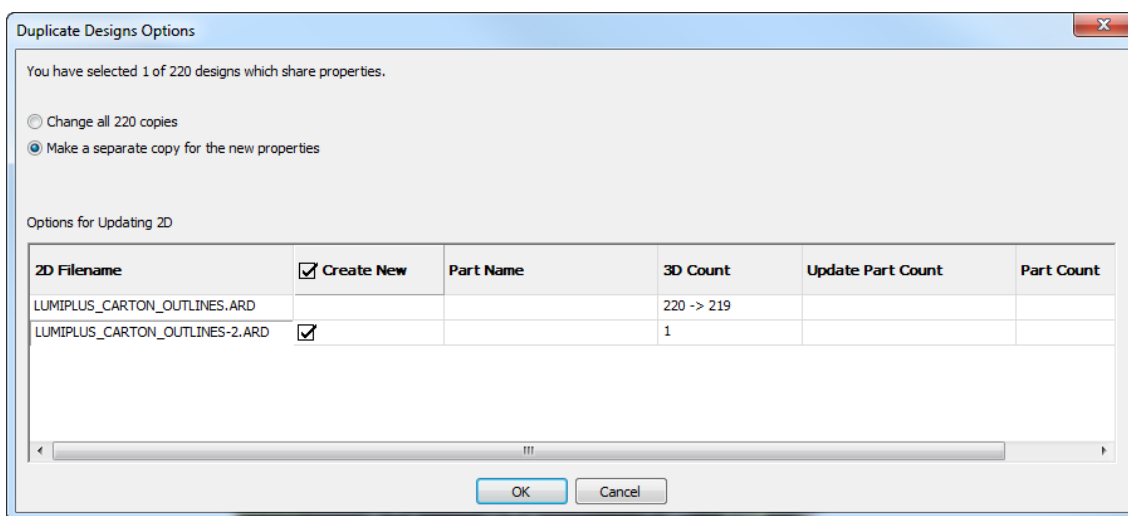 Duplicate Designs Options
You have selected 1 of 220 designs which share properties.
Change all 220 copies
Make a separate copy for the new properties
Options for Updating 2D
2D Filename Create New Part Name 3D Count Update Part Count Part Count
LUMIPLUS_CARTON_OUTLINES.ARD 220 -> 219
LUMIPLUS_CARTON_OUTLINES-2.ARD 1
OK Cancel